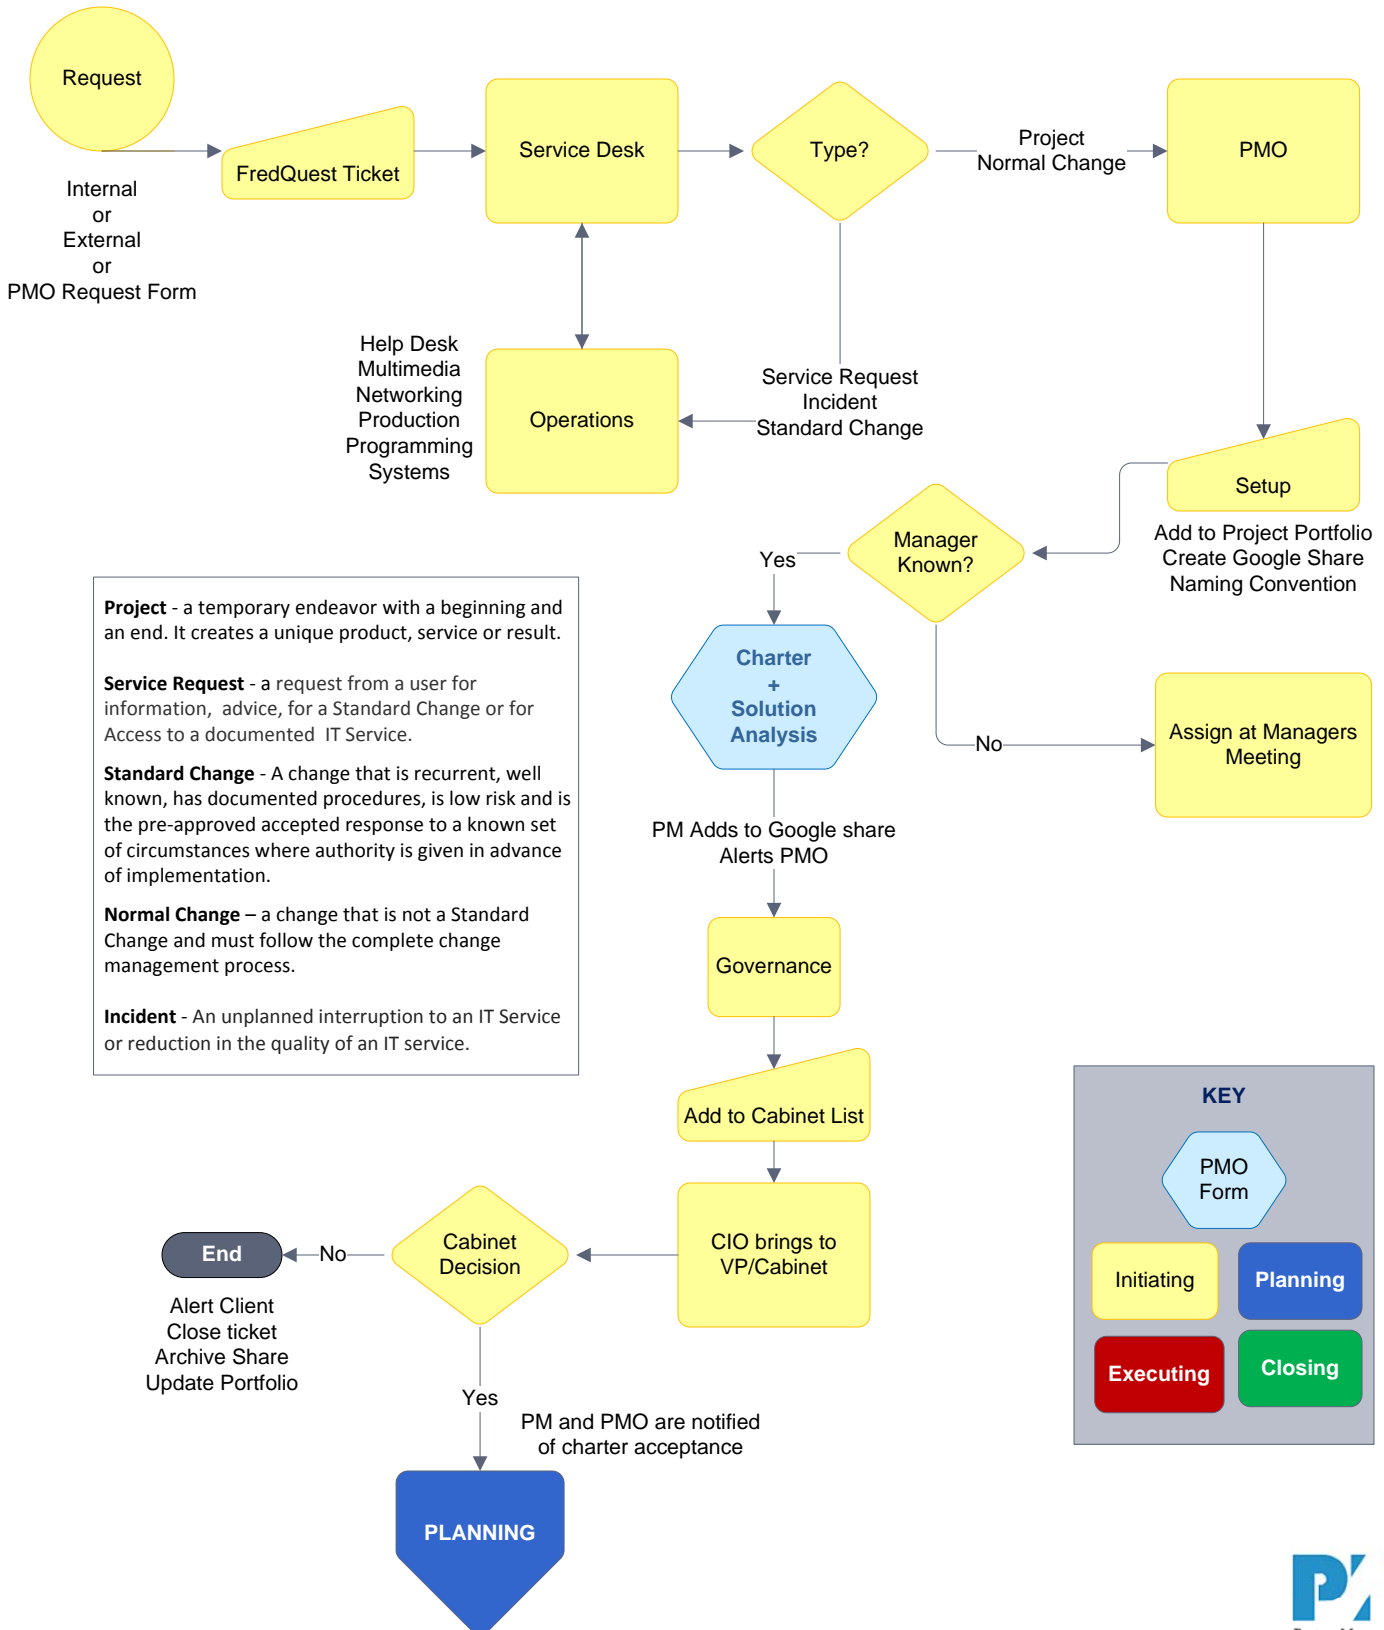 Request
Internal
or
External
or
PMO Request Form
FredQuest Ticket
Service Desk
Type?
Project
Normal Change
PMO
Help Desk
Multimedia
Networking
Production
Programming
Systems
Operations
Service Request
Incident
Standard Change
Setup
Add to Project Portfolio
Create Google Share
Naming Convention
Manager
Known?
Yes
No
Assign at Managers
Meeting
Charter
+
Solution
Analysis
PM Adds to Google share
Alerts PMO
Governance
Add to Cabinet List
CIO brings to
VP/Cabinet
Cabinet
Decision
No
End
Alert Client
Close ticket
Archive Share
Update Portfolio
Yes
PM and PMO are notified
of charter acceptance
PLANNING
Project - a temporary endeavor with a beginning and
an end. It creates a unique product, service or result.
Service Request - a request from a user for
information, advice, for a Standard Change or for
Access to a documented IT Service.
Standard Change - A change that is recurrent, well
known, has documented procedures, is low risk and is
the pre-approved accepted response to a known set
of circumstances where authority is given in advance
of implementation.
Normal Change – a change that is not a Standard
Change and must follow the complete change
management process.
Incident - An unplanned interruption to an IT Service
or reduction in the quality of an IT service.
KEY
PMO
Form
Initiating
Planning
Executing
Closing